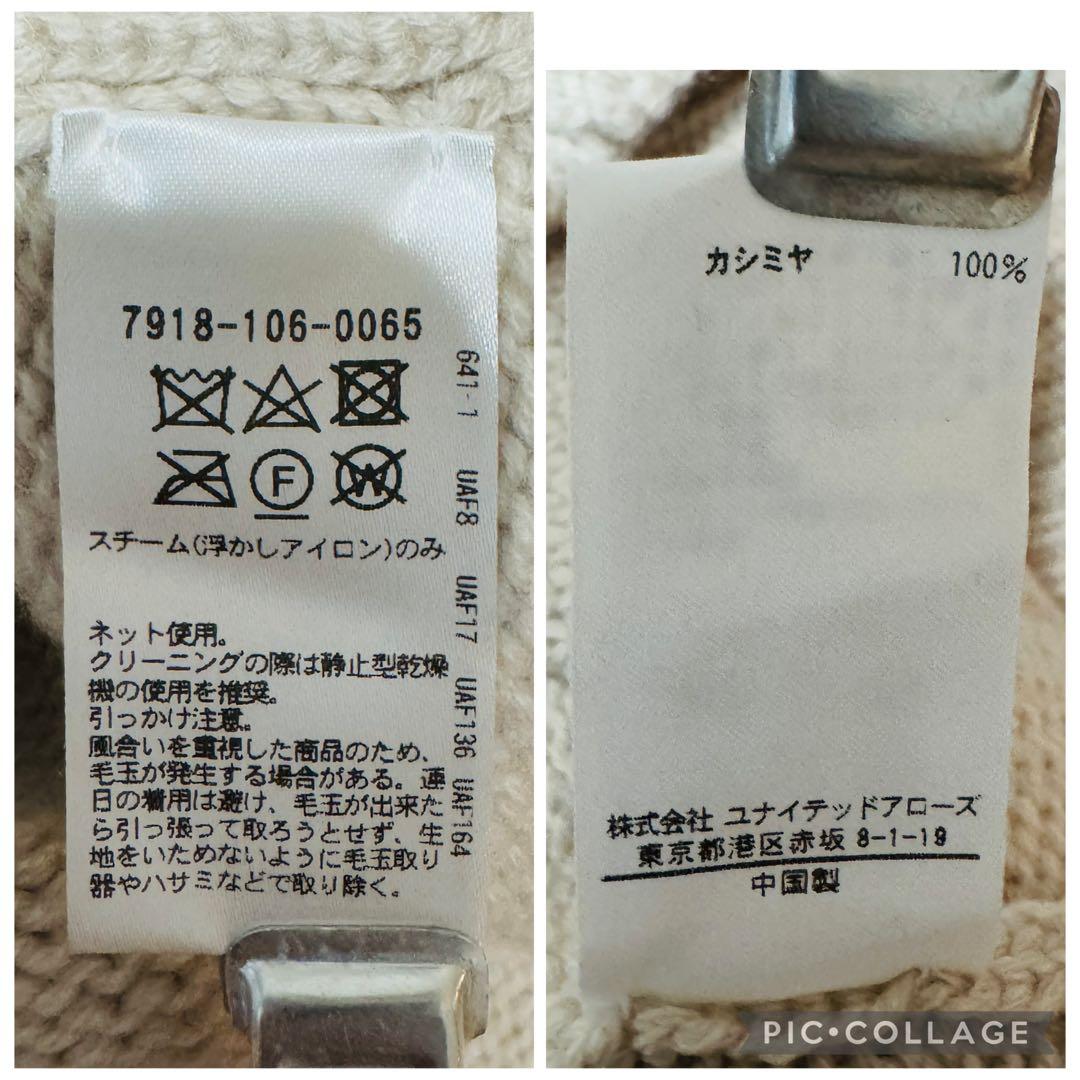 7918-106-0065
641-1 UAF8 UAF17 UAF136 UAF164
F
W
スチーム(浮かしアイロン)のみ
ネット使用。
クリーニングの際は静止型乾燥
機の使用を推奨。
引っかけ注意。
風合いを重視した商品のため、
毛玉が発生する場合がある。連
日の着用は避け、毛玉が出来た
ら引っ張って取ろうとせず、生
地をいためないように毛玉取り
器やハサミなどで取り除く。
カシミヤ 100%
株式会社 ユナイテッドアローズ
東京都港区赤坂 8-1-19
中国製
PIC•COLLAGE